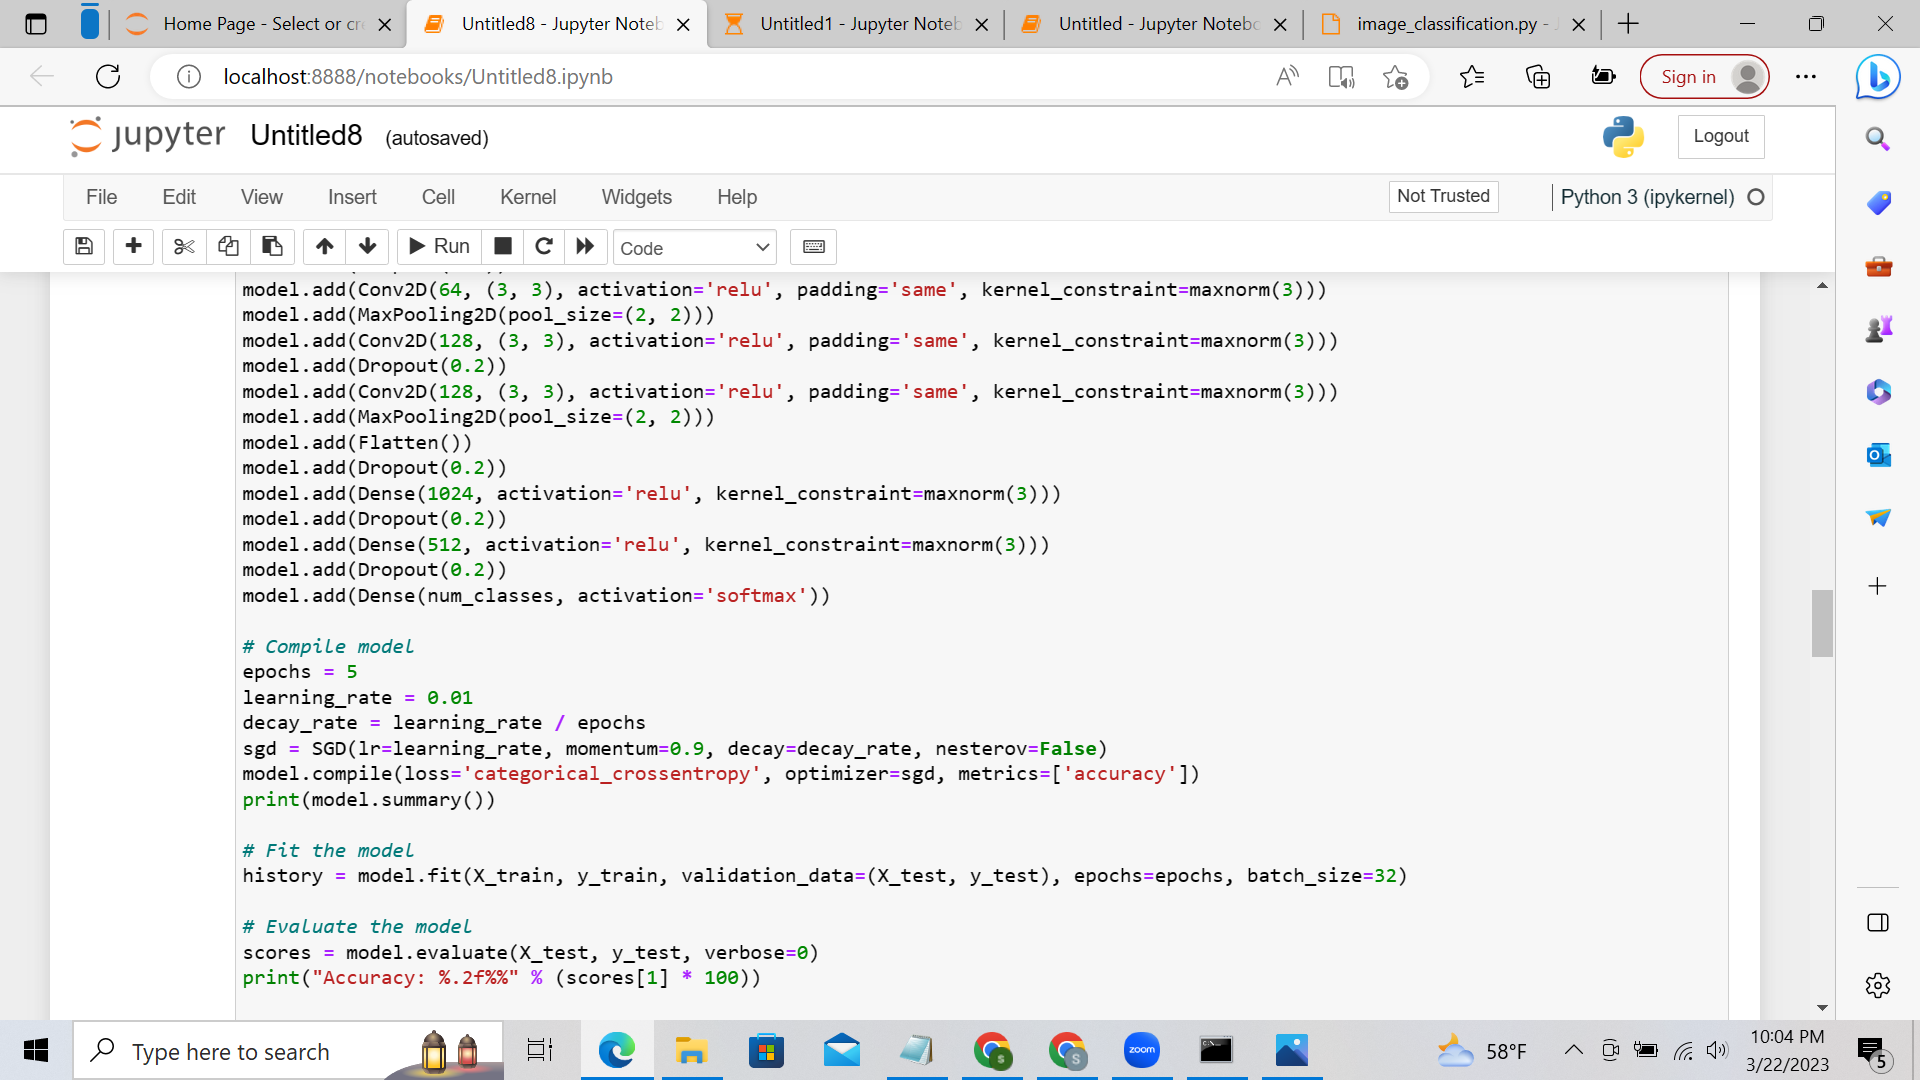 Home Page - Select or cr
Untitled8 - Jupyter Noteb
Untitled1 - Jupyter Noteb
Untitled - Jupyter Notebo
image_classification.py -
localhost:8888/notebooks/Untitled8.ipynb
Sign in
jupyter Untitled8 (autosaved)
Logout
File Edit View Insert Cell Kernel Widgets Help
Not Trusted
Python 3 (ipykernel)
Run
Code
model.add(Conv2D(64, (3, 3), activation='relu', padding='same', kernel_constraint=maxnorm(3)))
model.add(MaxPooling2D(pool_size=(2, 2)))
model.add(Conv2D(128, (3, 3), activation='relu', padding='same', kernel_constraint=maxnorm(3)))
model.add(Dropout(0.2))
model.add(Conv2D(128, (3, 3), activation='relu', padding='same', kernel_constraint=maxnorm(3)))
model.add(MaxPooling2D(pool_size=(2, 2)))
model.add(Flatten())
model.add(Dropout(0.2))
model.add(Dense(1024, activation='relu', kernel_constraint=maxnorm(3)))
model.add(Dropout(0.2))
model.add(Dense(512, activation='relu', kernel_constraint=maxnorm(3)))
model.add(Dropout(0.2))
model.add(Dense(num_classes, activation='softmax'))
# Compile model
epochs = 5
learning_rate = 0.01
decay_rate = learning_rate / epochs
sgd = SGD(lr=learning_rate, momentum=0.9, decay=decay_rate, nesterov=False)
model.compile(loss='categorical_crossentropy', optimizer=sgd, metrics=['accuracy'])
print(model.summary())
# Fit the model
history = model.fit(X_train, y_train, validation_data=(X_test, y_test), epochs=epochs, batch_size=32)
# Evaluate the model
scores = model.evaluate(X_test, y_test, verbose=0)
print("Accuracy: %.2f%%" % (scores[1] * 100))
Type here to search
zoom
58°F
10:04 PM
3/22/2023
5